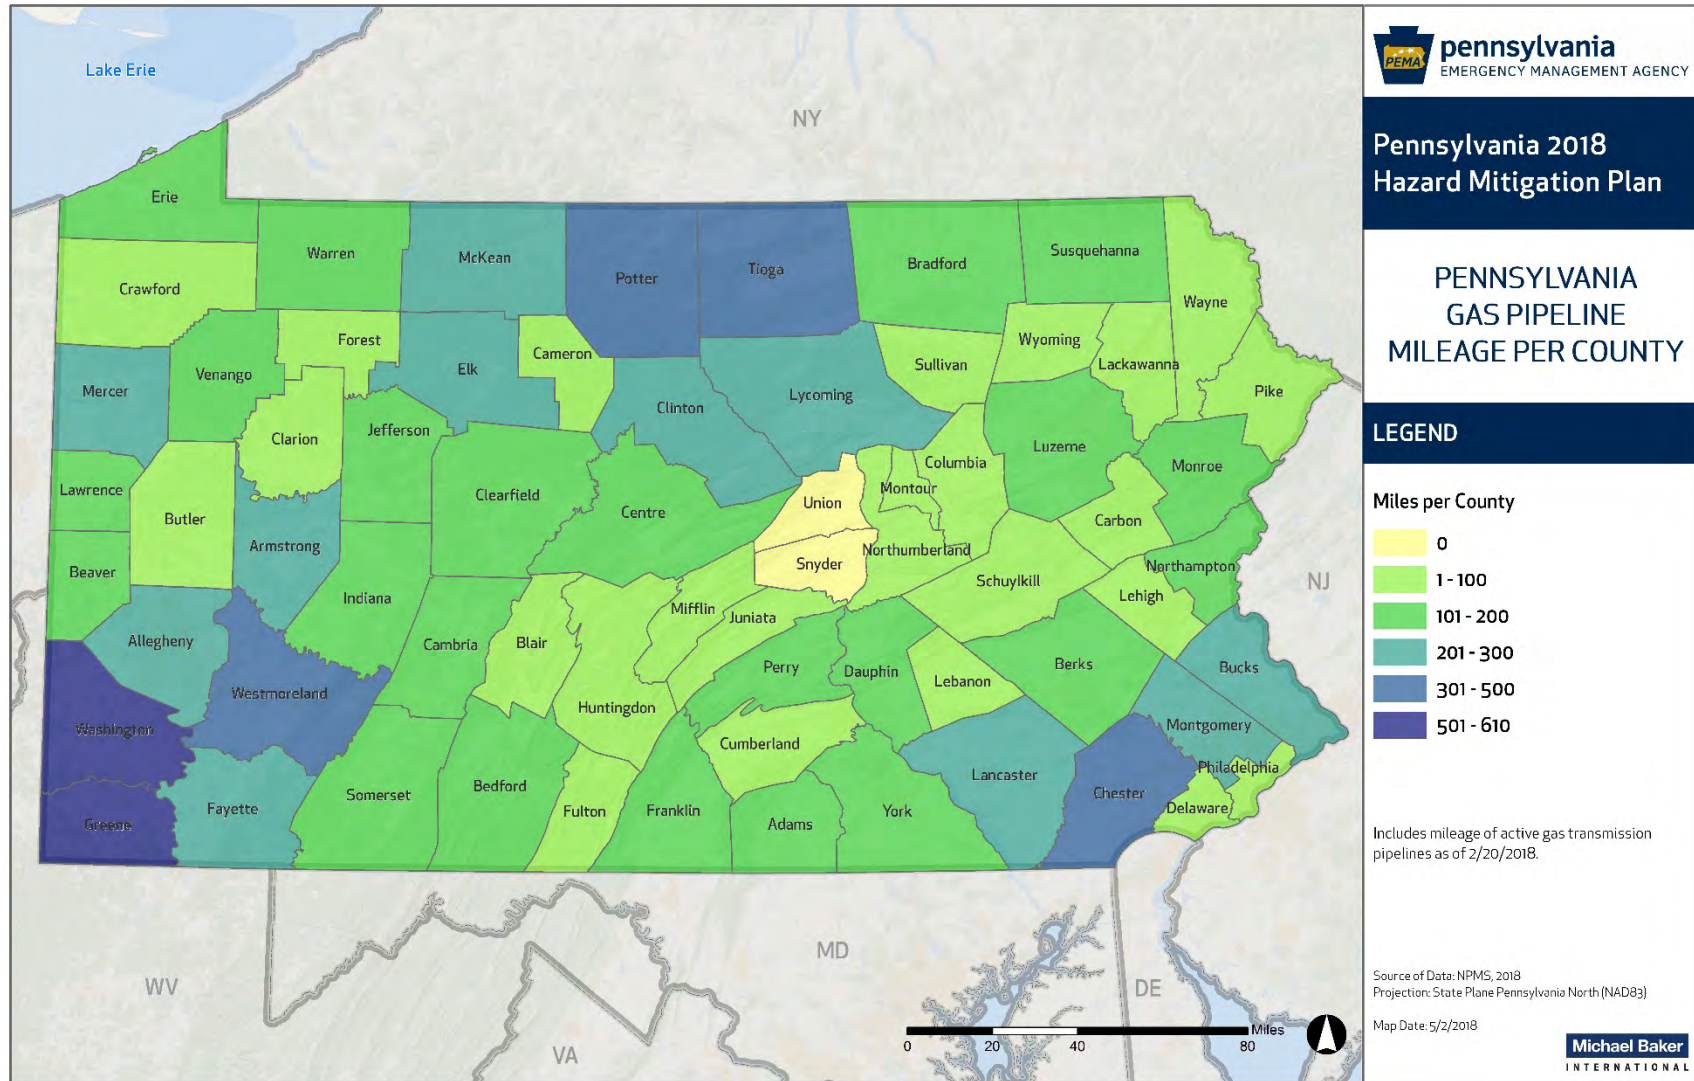 Lake Erie
NY
Erie
Warren
McKean
Potter
Tioga
Bradford
Susquehanna
Wayne
Crawford
Forest
Cameron
Wyoming
Lackawanna
Sullivan
Pike
Venango
Elk
Mercer
Clinton
Lycoming
Clarion
Jefferson
Columbia
Luzerne
Monroe
Lawrence
Clearfield
Montour
Union
Centre
Butler
Carbon
Armstrong
Northumberland
Snyder
Beaver
Northampton
Schuylkill
NJ
Indiana
Lehigh
Mifflin
Juniata
Allegheny
Blair
Cambria
Perry
Dauphin
Berks
Bucks
Lebanon
Westmoreland
Huntingdon
Washington
Montgomery
Cumberland
Philadelphia
Lancaster
Bedford
Somerset
Chester
Fayette
Fulton
Franklin
York
Delaware
Greene
Adams
MD
WV
DE
VA
Miles
0 20 40 80
PEMA
pennsylvania
EMERGENCY MANAGEMENT AGENCY
Pennsylvania 2018
Hazard Mitigation Plan
PENNSYLVANIA
GAS PIPELINE
MILEAGE PER COUNTY
LEGEND
Miles per County
0
1 - 100
101 - 200
201 - 300
301 - 500
501 - 610
Includes mileage of active gas transmission
pipelines as of 2/20/2018.
Source of Data: NPMS, 2018
Projection: State Plane Pennsylvania North (NAD83)
Map Date: 5/2/2018
Michael Baker
INTERNATIONAL